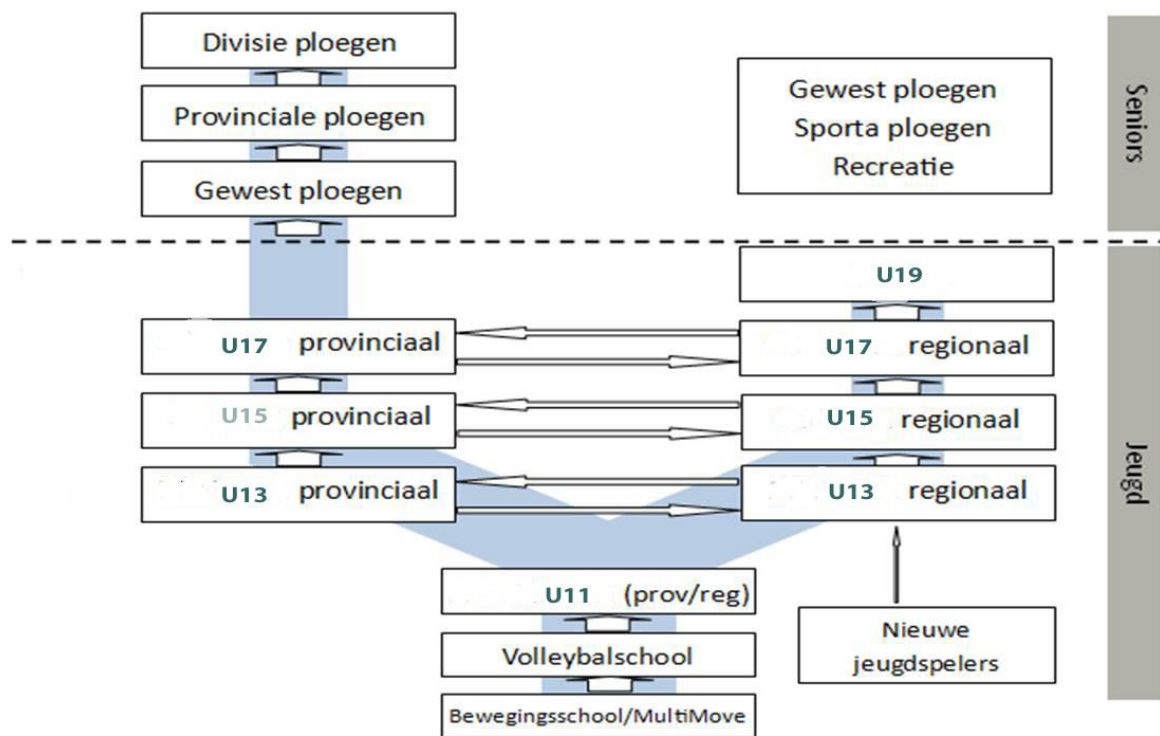 Divisie ploegen
Provinciale ploegen
Gewest ploegen
Gewest ploegen
Sporta ploegen
Recreatie
Seniors
U19
U17 provinciaal
U17 regionaal
U15 provinciaal
U15 regionaal
U13 provinciaal
U13 regionaal
Jeugd
U11 (prov/reg)
Volleybalschool
Bewegingsschool/MultiMove
Nieuwe
jeugdspelers